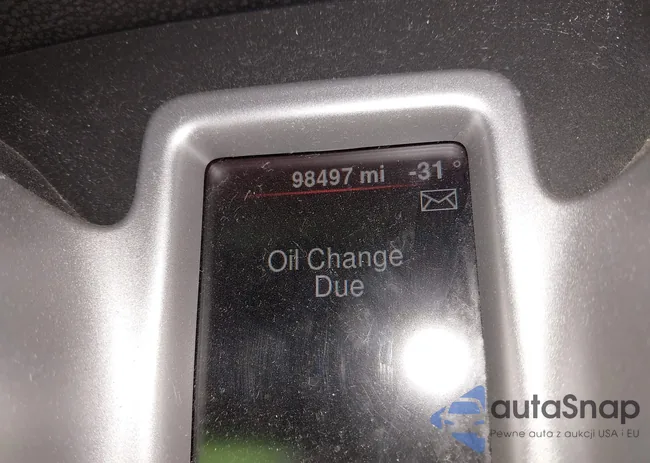 98497 mi -31°
Oil Change
Due
autaSnap
Pewne auta z aukcji USA i EU